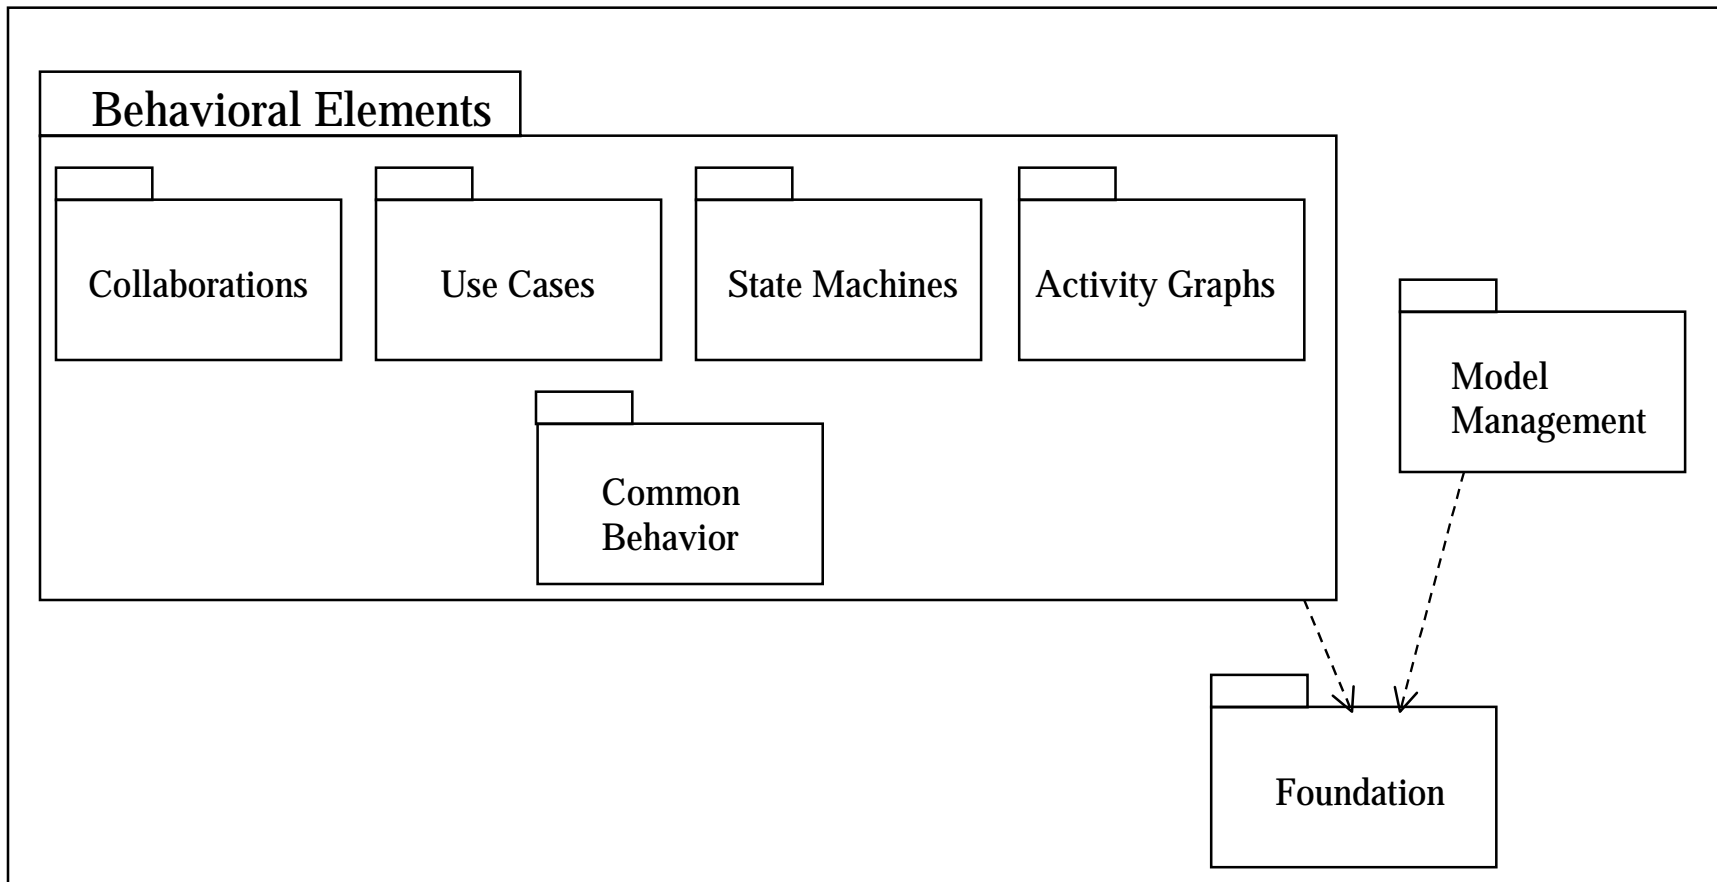 Behavioral Elements
Collaborations
Use Cases
State Machines
Activity Graphs
Model
Management
Common
Behavior
Foundation